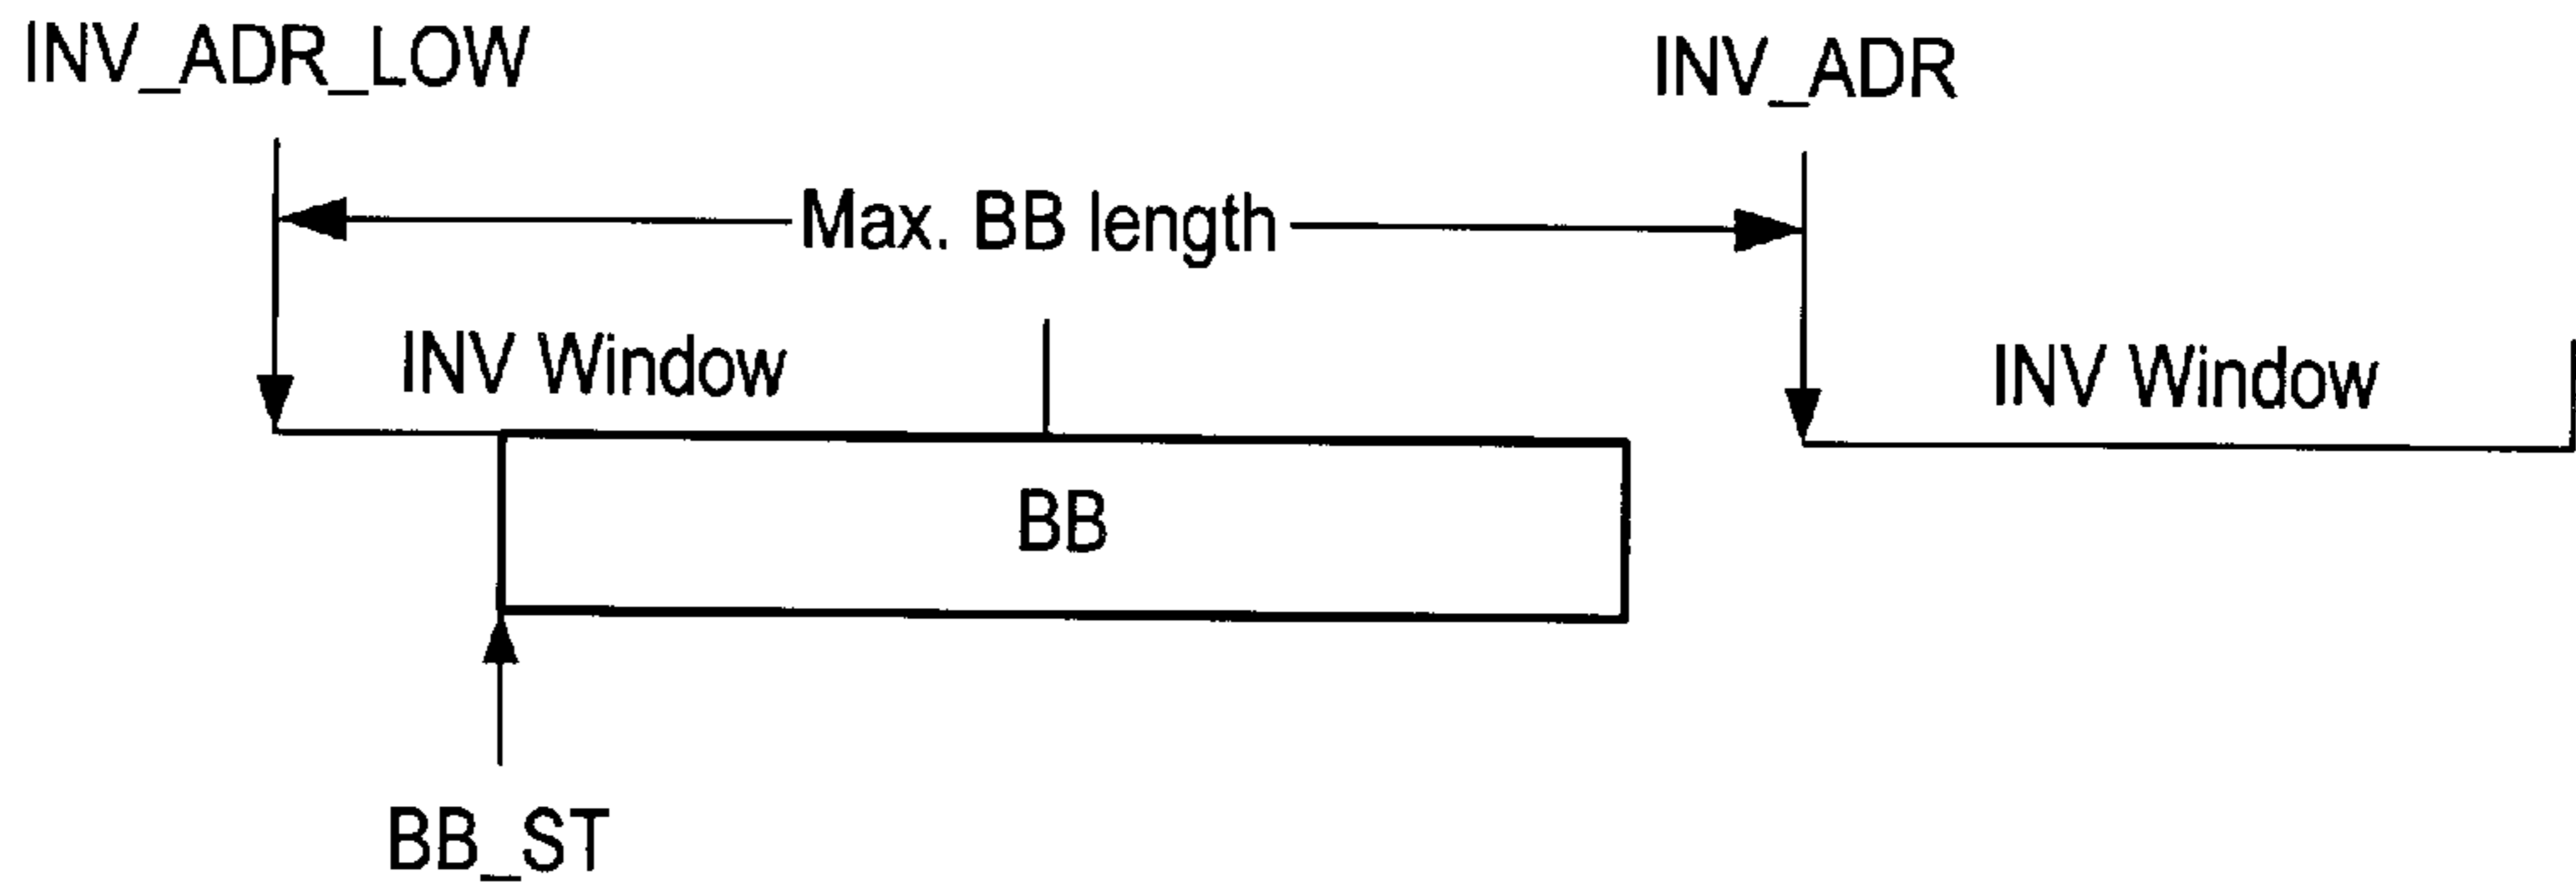 INV_ADR_LOW
INV_ADR
Max. BB length
INV Window
INV Window
BB
BB_ST